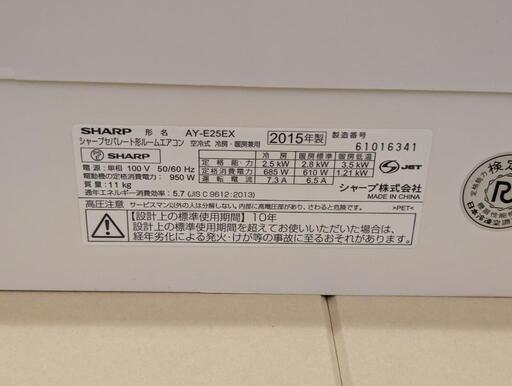 SHARP 形名 AY-E25EX 2015年製 製造番号
シャープセパレート形ルームエアコン 空冷式 冷房・暖房兼用 61016341
SHARP 冷房 暖房標準 暖房低温
定格能力 2.5 kW 2.8 kW 3.5 kW
電源：単相 100 V 50/60 Hz 定格消費電力 685 W 610 W 1.21 kW
電動機の定格消費電力： 950 W 運転電流 7.3 A 6.5 A
JET
質量：11 kg
通年エネルギー消費効率： 5.7 (JIS C 9612:2013)
シャープ株式会社
MADE IN CHINA
高圧注意 サービスマン以外の人は分解しないでください。内部に高電圧部があり、さわると危険です。
>PET<
【設計上の標準使用期間】10年
設計上の標準使用期間を超えてお使いいただいた場合は、
経年劣化による発火・けが等の事故に至るおそれがあります。
検定
R